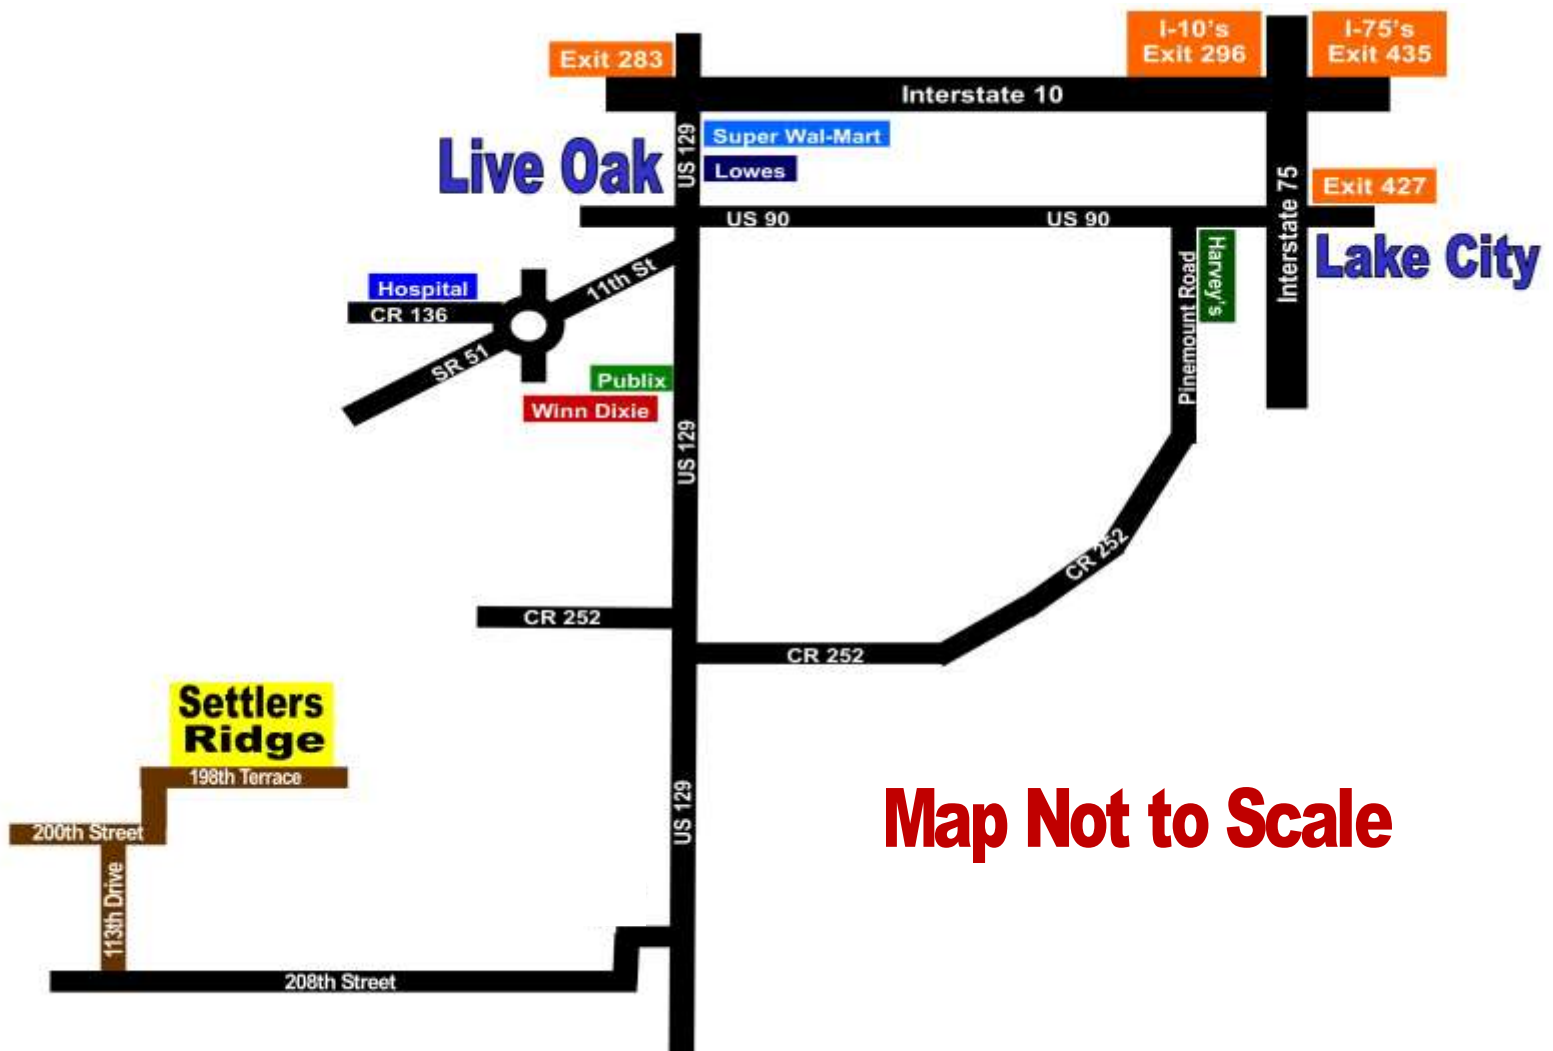 I-10's
Exit 296
I-75's
Exit 435
Exit 283
Interstate 10
US 129
Super Wal-Mart
Live Oak
Lowes
Exit 427
Interstate 75
US 90
US 90
Lake City
Harvey's
Pinemount Road
11th St
Hospital
CR 136
SR 51
Publix
Winn Dixie
US 129
CR 252
CR 252
CR 252
Settlers
Ridge
198th Terrace
US 129
Map Not to Scale
200th Street
113th Drive
208th Street